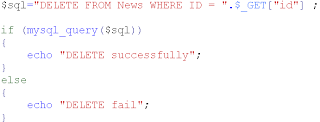 $sql="DELETE FROM News WHERE ID = ".$_GET["id"] ;
if (mysql_query($sql))
{
echo "DELETE successfully";
}
else
{
echo "DELETE fail";
}